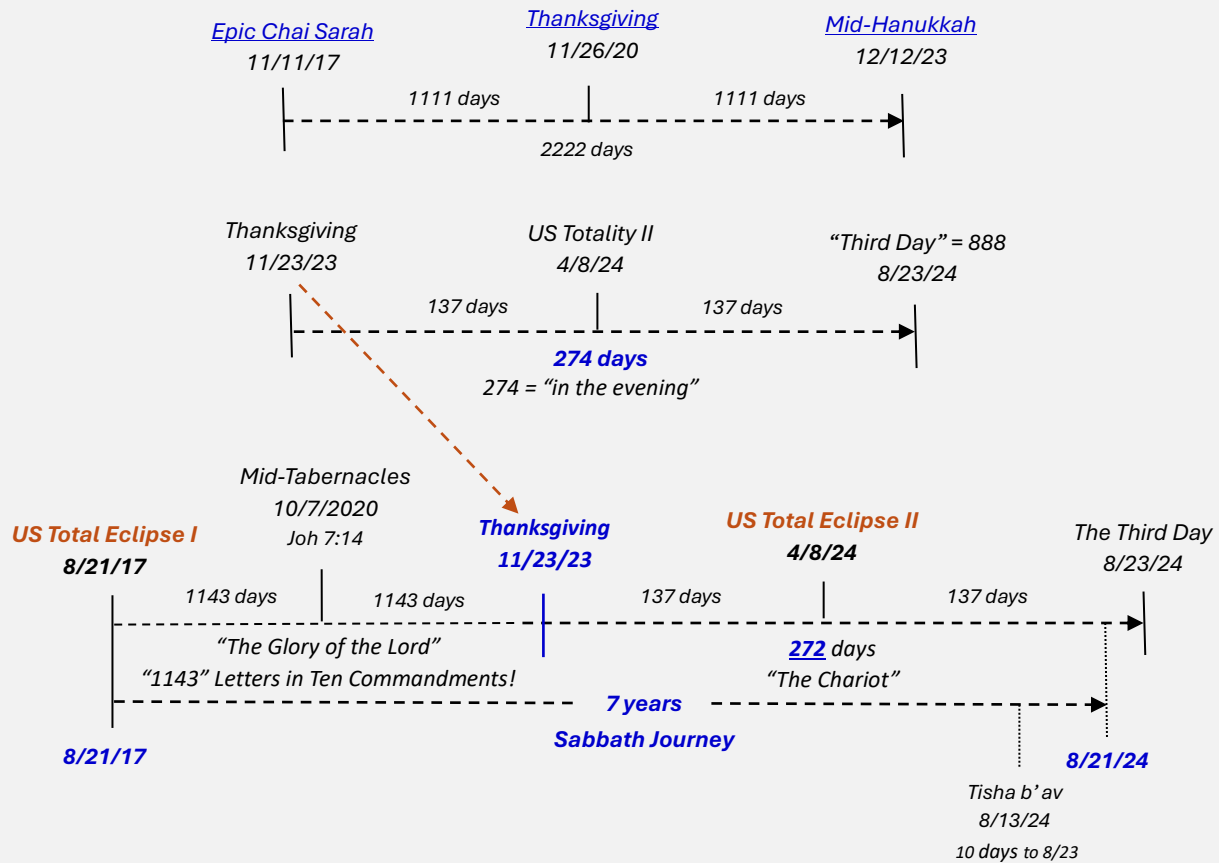 Epic Chai Sarah
11/11/17
Thanksgiving
11/26/20
Mid-Hanukkah
12/12/23
1111 days
1111 days
2222 days
Thanksgiving
11/23/23
US Totality II
4/8/24
“Third Day” = 888
8/23/24
137 days
137 days
274 days
274 = “in the evening”
Mid-Tabernacles
10/7/2020
Joh 7:14
US Total Eclipse I
8/21/17
Thanksgiving
11/23/23
US Total Eclipse II
4/8/24
The Third Day
8/23/24
1143 days
1143 days
137 days
137 days
“The Glory of the Lord”
“1143” Letters in Ten Commandments!
272 days
“The Chariot”
7 years
Sabbath Journey
8/21/17
8/21/24
Tisha b’ av
8/13/24
10 days to 8/23